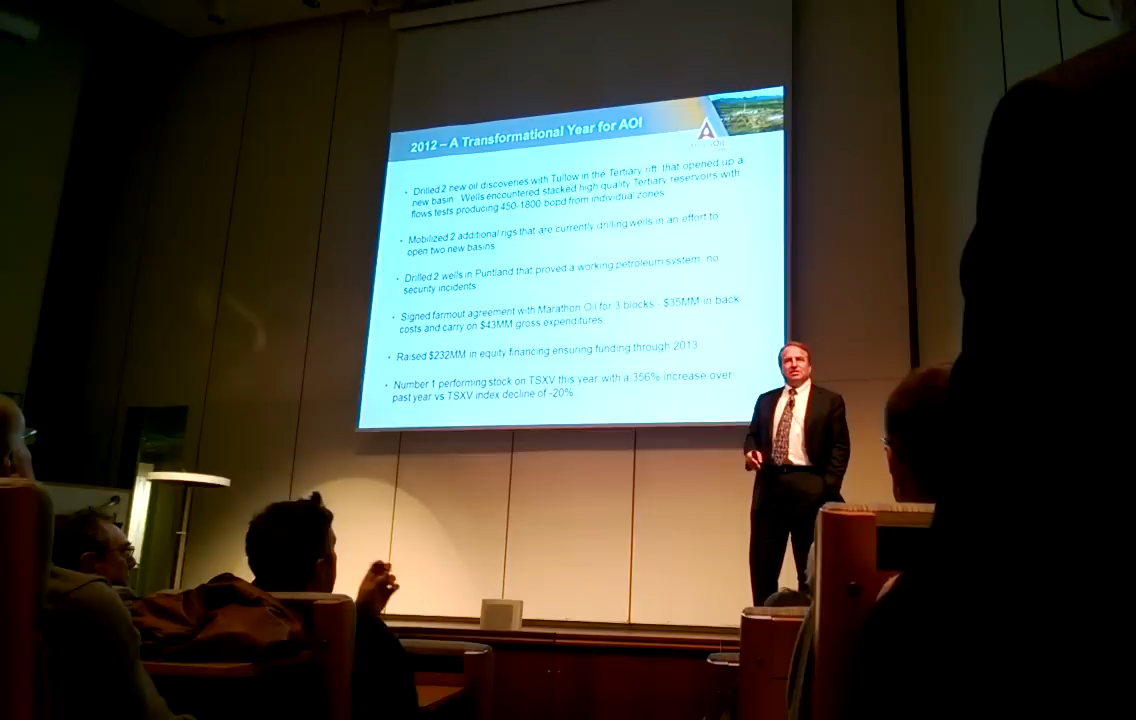 2012 – A Transformational Year for AOI
• Drilled 2 new oil discoveries with Tullow in the Tertiary rift that opened up a
new basin. Wells encountered stacked high quality Tertiary reservoirs with
flows tests producing 450-1800 bopd from individual zones
• Mobilized 2 additional rigs that are currently drilling wells in an effort to
open two new basins
• Drilled 2 wells in Puntland that proved a working petroleum system, no
security incidents
• Signed farmout agreement with Marathon Oil for 3 blocks - $35MM in back
costs and carry on $43MM gross expenditures
• Raised $232MM in equity financing ensuring funding through 2013
• Number 1 performing stock on TSXV this year with a 356% increase over
past year vs TSXV index decline of -20%